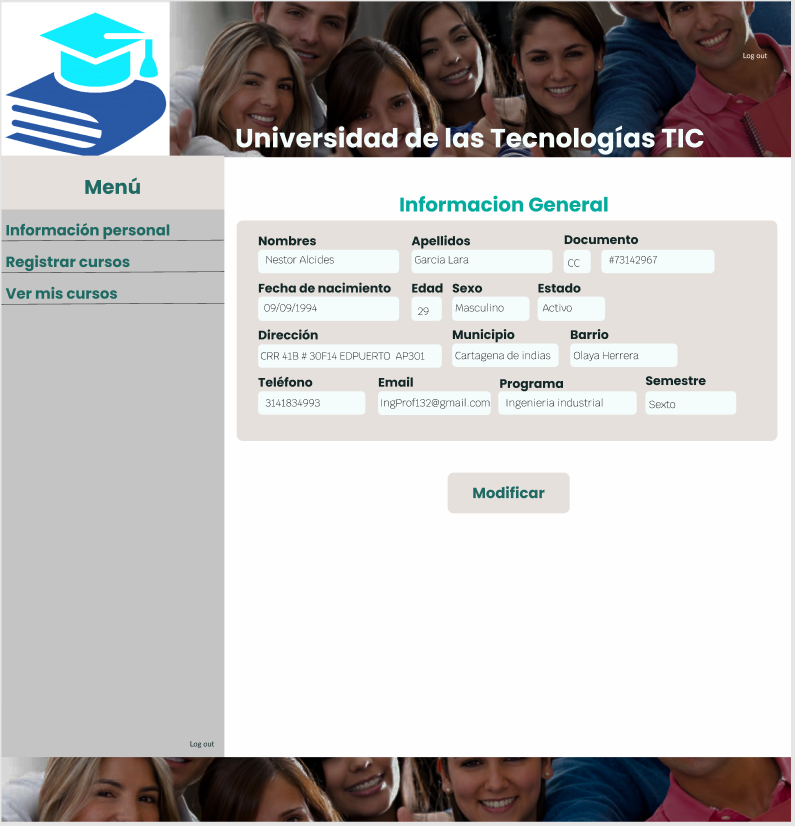 Log out
Universidad de las Tecnologías TIC
Menú
Información personal
Registrar cursos
Ver mis cursos
Log out
Informacion General
Nombres Apellidos Documento
Nestor Alcides Garcia Lara CC #73142967
Fecha de nacimiento Edad Sexo Estado
09/09/1994 29 Masculino Activo
Dirección Municipio Barrio
CRR 41B # 30F14 EDPUERTO AP301 Cartagena de indias Olaya Herrera
Teléfono Email Programa Semestre
3141834993 IngProf132@gmail.com Ingenieria industrial Sexto
Modificar